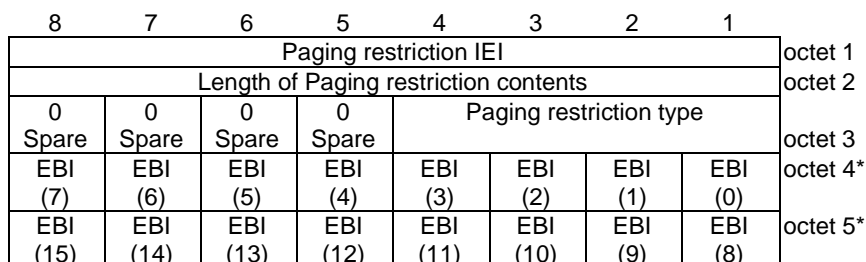 8 7 6 5 4 3 2 1
Paging restriction IEI octet 1
Length of Paging restriction contents octet 2
0 0 0 0 Paging restriction type
Spare Spare Spare Spare octet 3
EBI EBI EBI EBI EBI EBI EBI EBI octet 4*
(7) (6) (5) (4) (3) (2) (1) (0)
EBI EBI EBI EBI EBI EBI EBI EBI octet 5*
(15) (14) (13) (12) (11) (10) (9) (8)